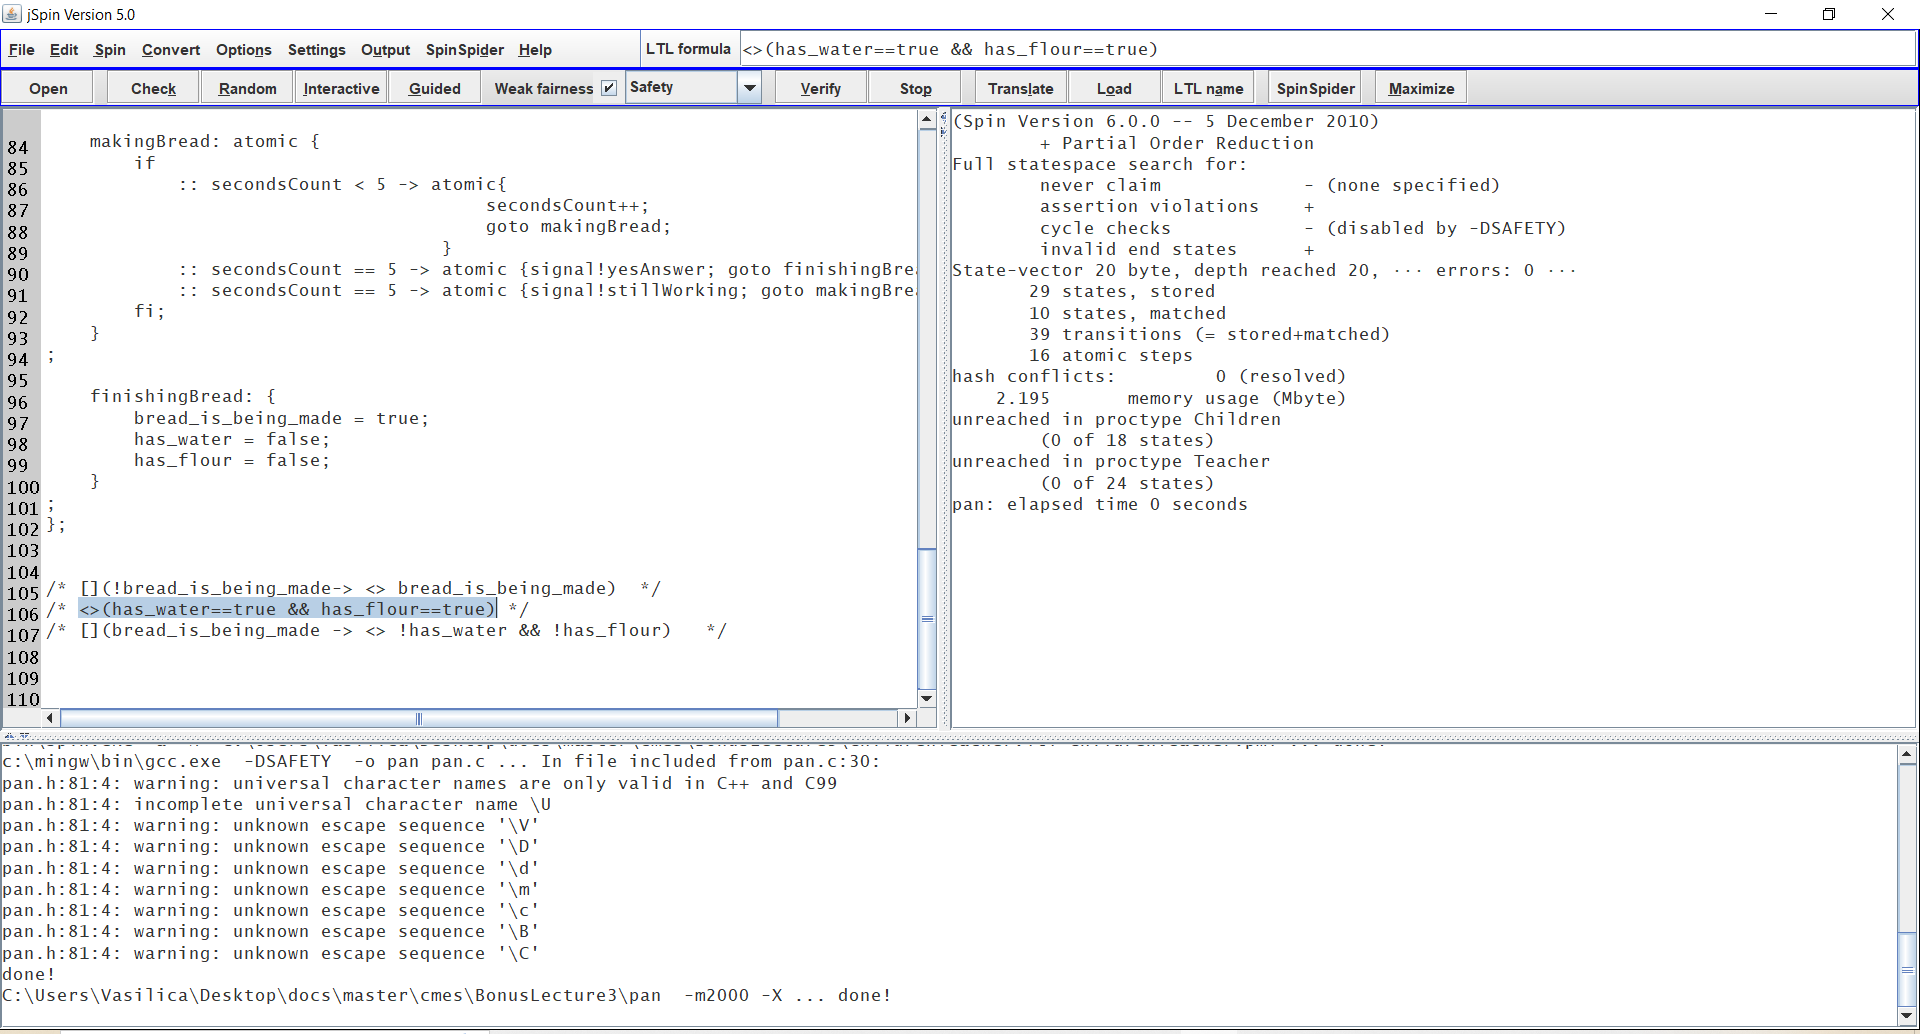 jSpin Version 5.0
File Edit Spin Convert Options Settings Output SpinSpider Help LTL formula <>(has_water==true && has_flour==true)
Open Check Random Interactive Guided Weak fairness Safety Verify Stop Translate Load LTL name SpinSpider Maximize
84 makingBread: atomic {
85 if
86 :: secondsCount < 5 -> atomic{
87 secondsCount++;
88 goto makingBread;
89 }
90 :: secondsCount == 5 -> atomic {signal!yesAnswer; goto finishingBre
91 :: secondsCount == 5 -> atomic {signal!stillWorking; goto makingBre
92 fi;
93 }
94 ;
95
96 finishingBread: {
97 bread_is_being_made = true;
98 has_water = false;
99 has_flour = false;
100 }
101 ;
102 };
103
104
105 /* [](!bread_is_being_made-> <> bread_is_being_made) */
106 /* <>(has_water==true && has_flour==true) */
107 /* [](bread_is_being_made -> <> !has_water && !has_flour) */
108
109
110
(Spin Version 6.0.0 -- 5 December 2010)
+ Partial Order Reduction
Full statespace search for:
never claim - (none specified)
assertion violations +
cycle checks - (disabled by -DSAFETY)
invalid end states +
State-vector 20 byte, depth reached 20, ··· errors: 0 ···
29 states, stored
10 states, matched
39 transitions (= stored+matched)
16 atomic steps
hash conflicts: 0 (resolved)
2.195 memory usage (Mbyte)
unreached in proctype Children
(0 of 18 states)
unreached in proctype Teacher
(0 of 24 states)
pan: elapsed time 0 seconds
c:\mingw\bin\gcc.exe -DSAFETY -o pan pan.c ... In file included from pan.c:30:
pan.h:81:4: warning: universal character names are only valid in C++ and C99
pan.h:81:4: incomplete universal character name \U
pan.h:81:4: warning: unknown escape sequence '\V'
pan.h:81:4: warning: unknown escape sequence '\D'
pan.h:81:4: warning: unknown escape sequence '\d'
pan.h:81:4: warning: unknown escape sequence '\m'
pan.h:81:4: warning: unknown escape sequence '\c'
pan.h:81:4: warning: unknown escape sequence '\B'
pan.h:81:4: warning: unknown escape sequence '\C'
done!
C:\Users\Vasilica\Desktop\docs\master\cmes\BonusLecture3\pan -m2000 -X ... done!